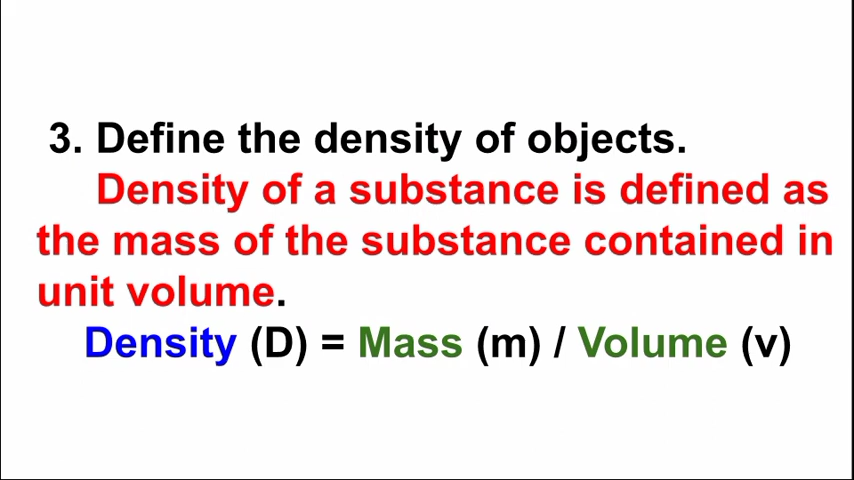 3. Define the density of objects.
Density of a substance is defined as
the mass of the substance contained in
unit volume.
Density (D) = Mass (m) / Volume (v)